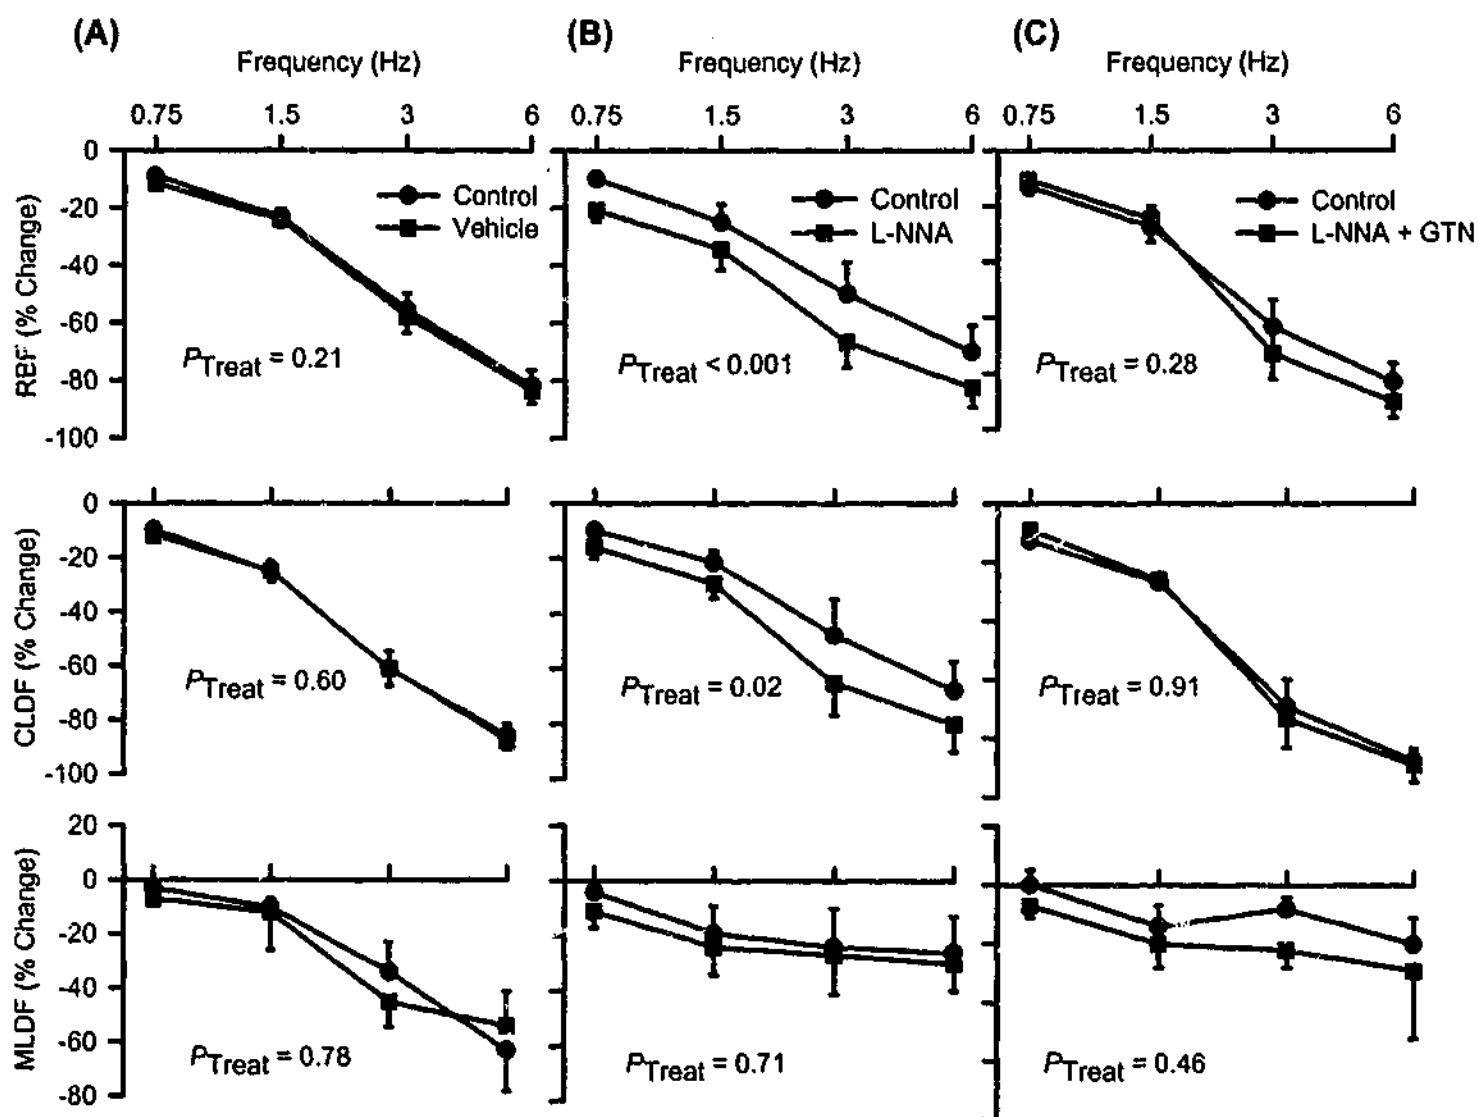 (A) (B) (C)
Frequency (Hz) Frequency (Hz) Frequency (Hz)
0.75 1.5 3 6 0.75 1.5 3 6 0.75 1.5 3 6
RBF (% Change)
0
-20
-40
-60
-80
-100
Control
Vehicle
PTreat = 0.21
Control
L-NNA
PTreat < 0.001
Control
L-NNA + GTN
PTreat = 0.28
CLDF (% Change)
0
-20
-40
-60
-80
-100
PTreat = 0.60
PTreat = 0.02
PTreat = 0.91
MLDF (% Change)
20
0
-20
-40
-60
-80
PTreat = 0.78
PTreat = 0.71
PTreat = 0.46